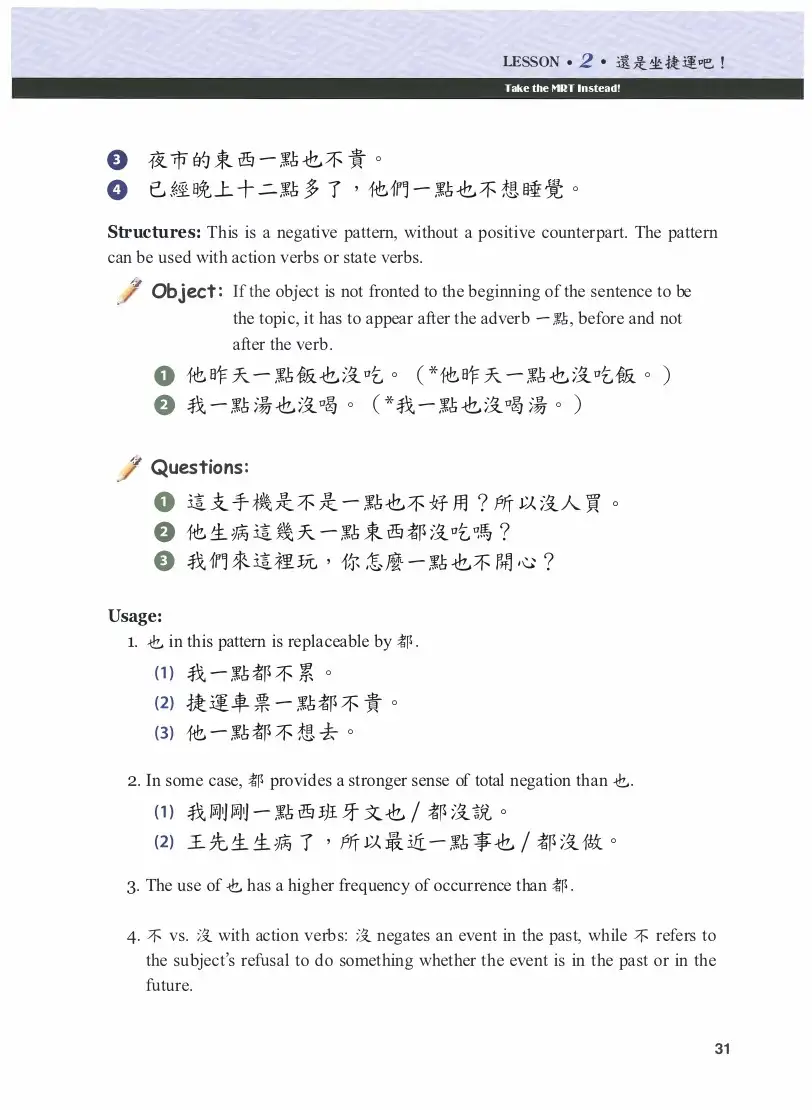 LESSON • 2 • 還是坐捷運吧！
Take the MRT Instead!
3 夜市的東西一點也不貴。
4 已經晚上十二點多了，他們一點也不想睡覺。
Structures: This is a negative pattern, without a positive counterpart. The pattern
can be used with action verbs or state verbs.
Object: If the object is not fronted to the beginning of the sentence to be
the topic, it has to appear after the adverb 一點, before and not
after the verb.
1 他昨天一點飯也沒吃。（*他昨天一點也沒吃飯。）
2 我一點湯也沒喝。（*我一點也沒喝湯。）
Questions:
1 這支手機是不是一點也不好用？所以沒人買。
2 他生病這幾天一點東西都沒吃嗎？
3 我們來這裡玩，你怎麼一點也不開心？
Usage:
1. 也 in this pattern is replaceable by 都.
(1) 我一點都不累。
(2) 捷運車票一點都不貴。
(3) 他一點都不想去。
2. In some case, 都 provides a stronger sense of total negation than 也.
(1) 我剛剛一點西班牙文也/都沒說。
(2) 王先生生病了，所以最近一點事也/都沒做。
3. The use of 也 has a higher frequency of occurrence than 都.
4. 不 vs. 沒 with action verbs: 沒 negates an event in the past, while 不 refers to
the subject's refusal to do something whether the event is in the past or in the
future.
31